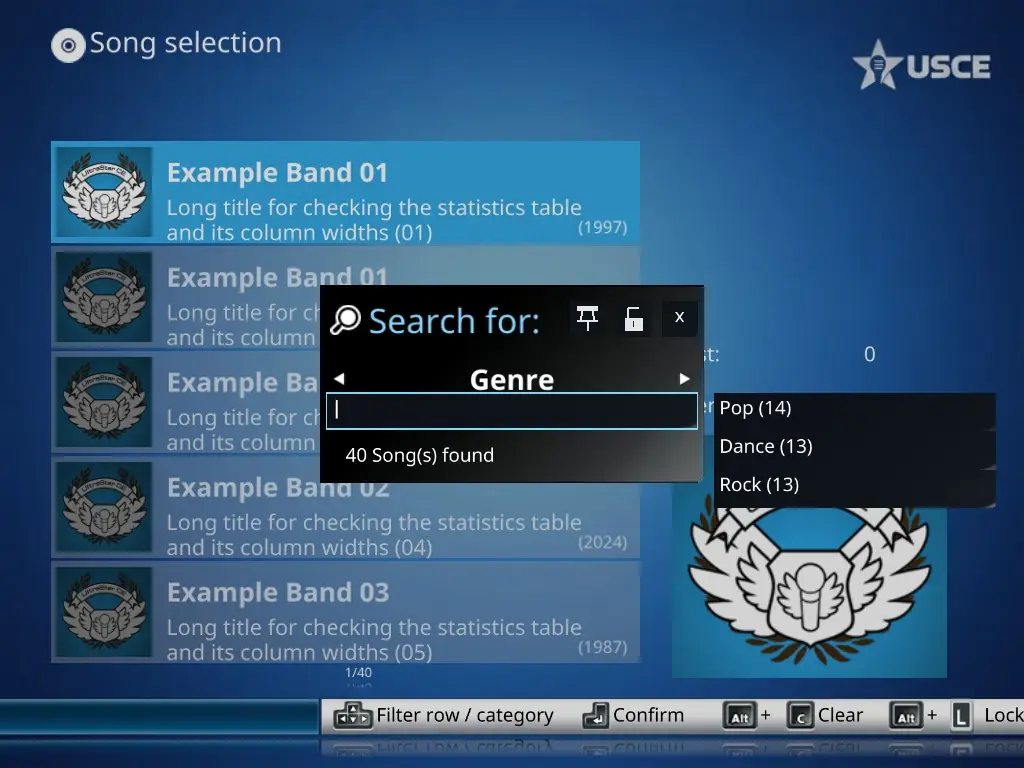 Song selection
USCE
Example Band 01
Long title for checking the statistics table
and its column widths (01)
(1997)
Example Band 01
Long title for ch
and its column
Search for:
x
st:
0
Example Ba
Genre
Long title for ch
and its column
40 Song(s) found
Pop (14)
Dance (13)
Rock (13)
Example Band 02
Long title for checking the statistics table
and its column widths (04)
(2024)
Example Band 03
Long title for checking the statistics table
and its column widths (05)
(1987)
1/40
Filter row / category
Confirm
Alt + C Clear
Alt + L Lock